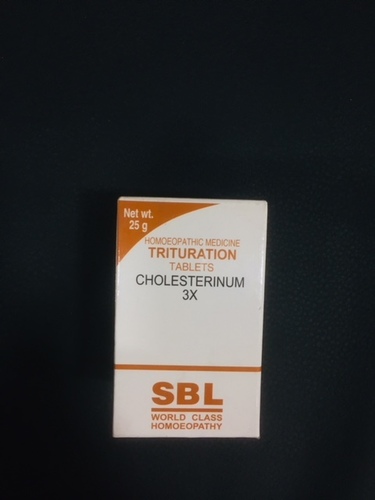 Net wt.
25 g
HOMOEOPATHIC MEDICINE
TRITURATION
TABLETS
CHOLESTERINUM
3X
SBL
WORLD CLASS
HOMOEOPATHY